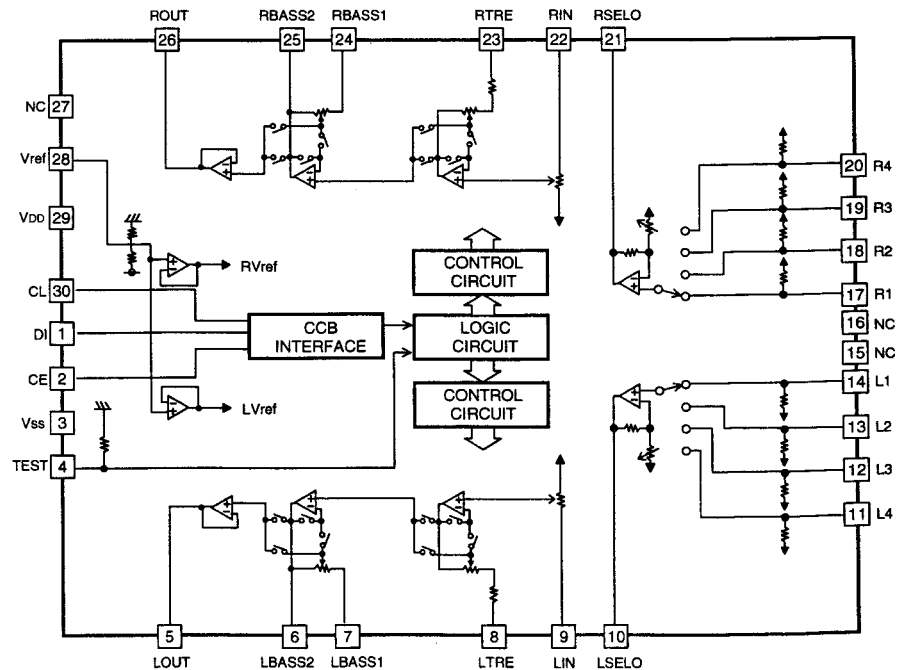 ROUT RBASS2 RBASS1 RTRE RIN RSELO
26 25 24 23 22 21
NC 27
Vref 28
VDD 29
CL 30
DI 1
CE 2
Vss 3
TEST 4
RVref
LVref
CCB
INTERFACE
CONTROL
CIRCUIT
LOGIC
CIRCUIT
CONTROL
CIRCUIT
20 R4
19 R3
18 R2
17 R1
16 NC
15 NC
14 L1
13 L2
12 L3
11 L4
5 6 7 8 9 10
LOUT LBASS2 LBASS1 LTRE LIN LSELO